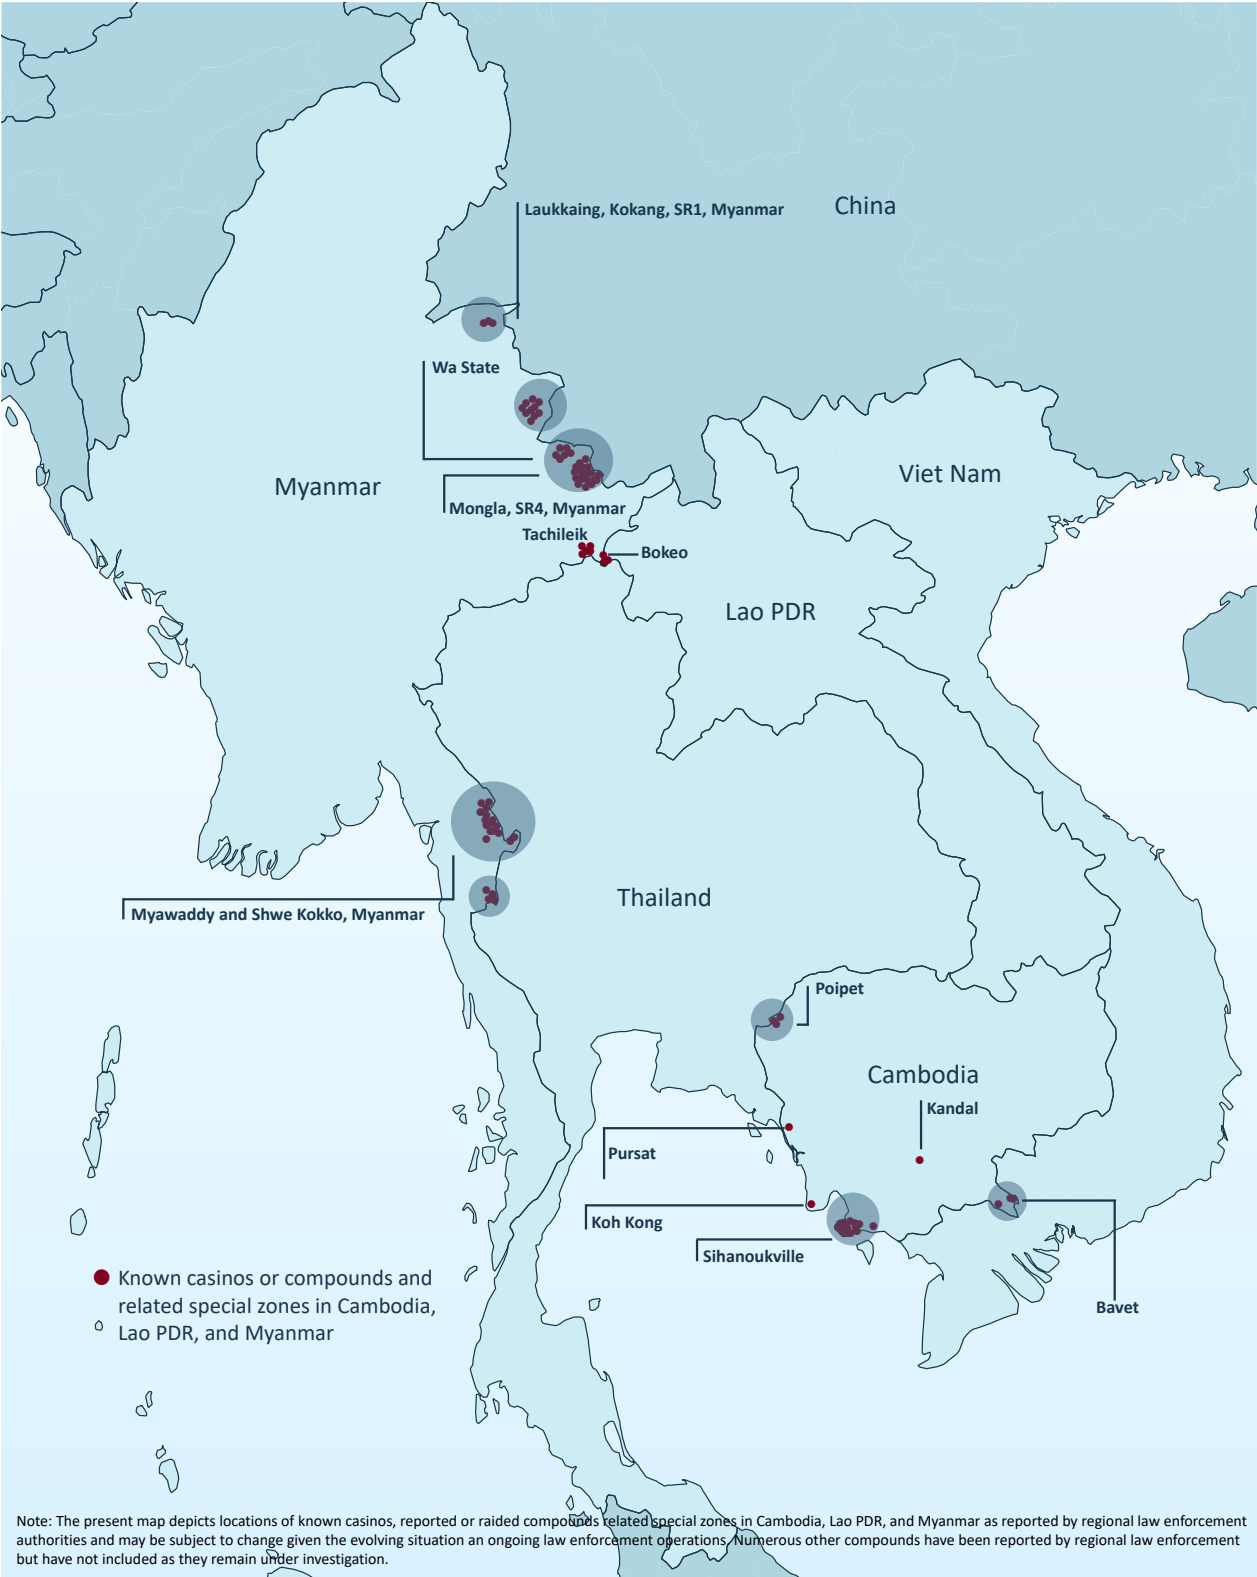 Laukkaing, Kokang, SR1, Myanmar
China
Wa State
Viet Nam
Myanmar
Mongla, SR4, Myanmar
Tachileik
Bokeo
Lao PDR
Thailand
Myawaddy and Shwe Kokko, Myanmar
Poipet
Cambodia
Kandal
Pursat
Koh Kong
Sihanoukville
Bavet
Known casinos or compounds and
related special zones in Cambodia,
Lao PDR, and Myanmar
Note: The present map depicts locations of known casinos, reported or raided compounds related special zones in Cambodia, Lao PDR, and Myanmar as reported by regional law enforcement
authorities and may be subject to change given the evolving situation an ongoing law enforcement operations. Numerous other compounds have been reported by regional law enforcement
but have not included as they remain under investigation.